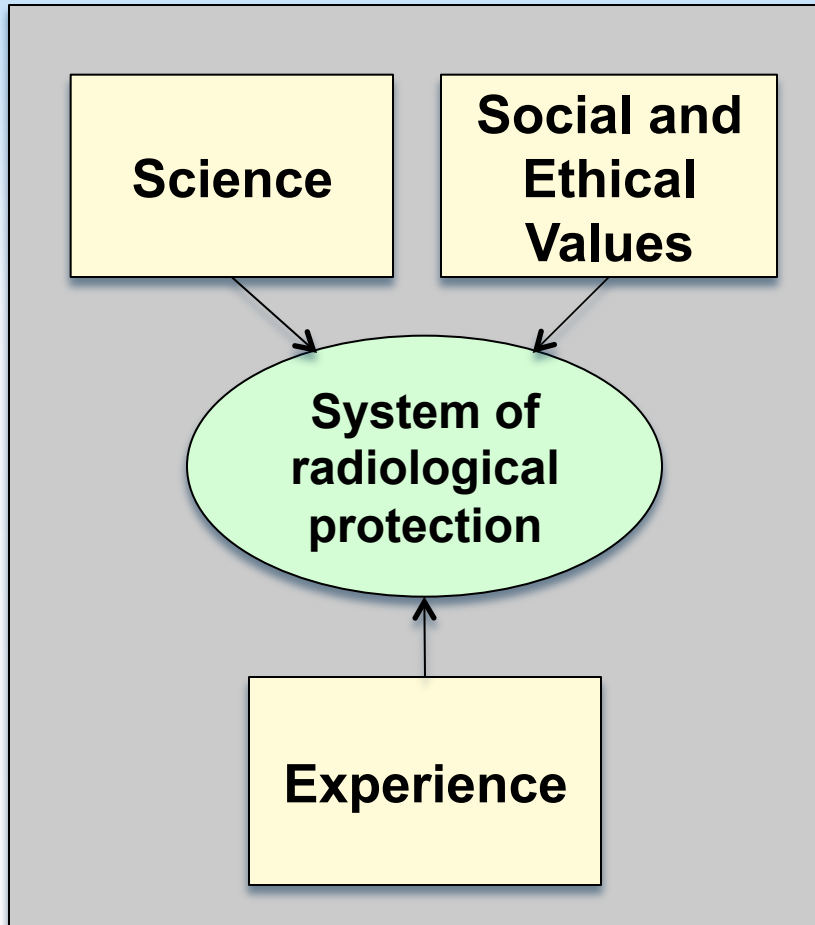 Science
Social and
Ethical
Values
System of
radiological
protection
Experience